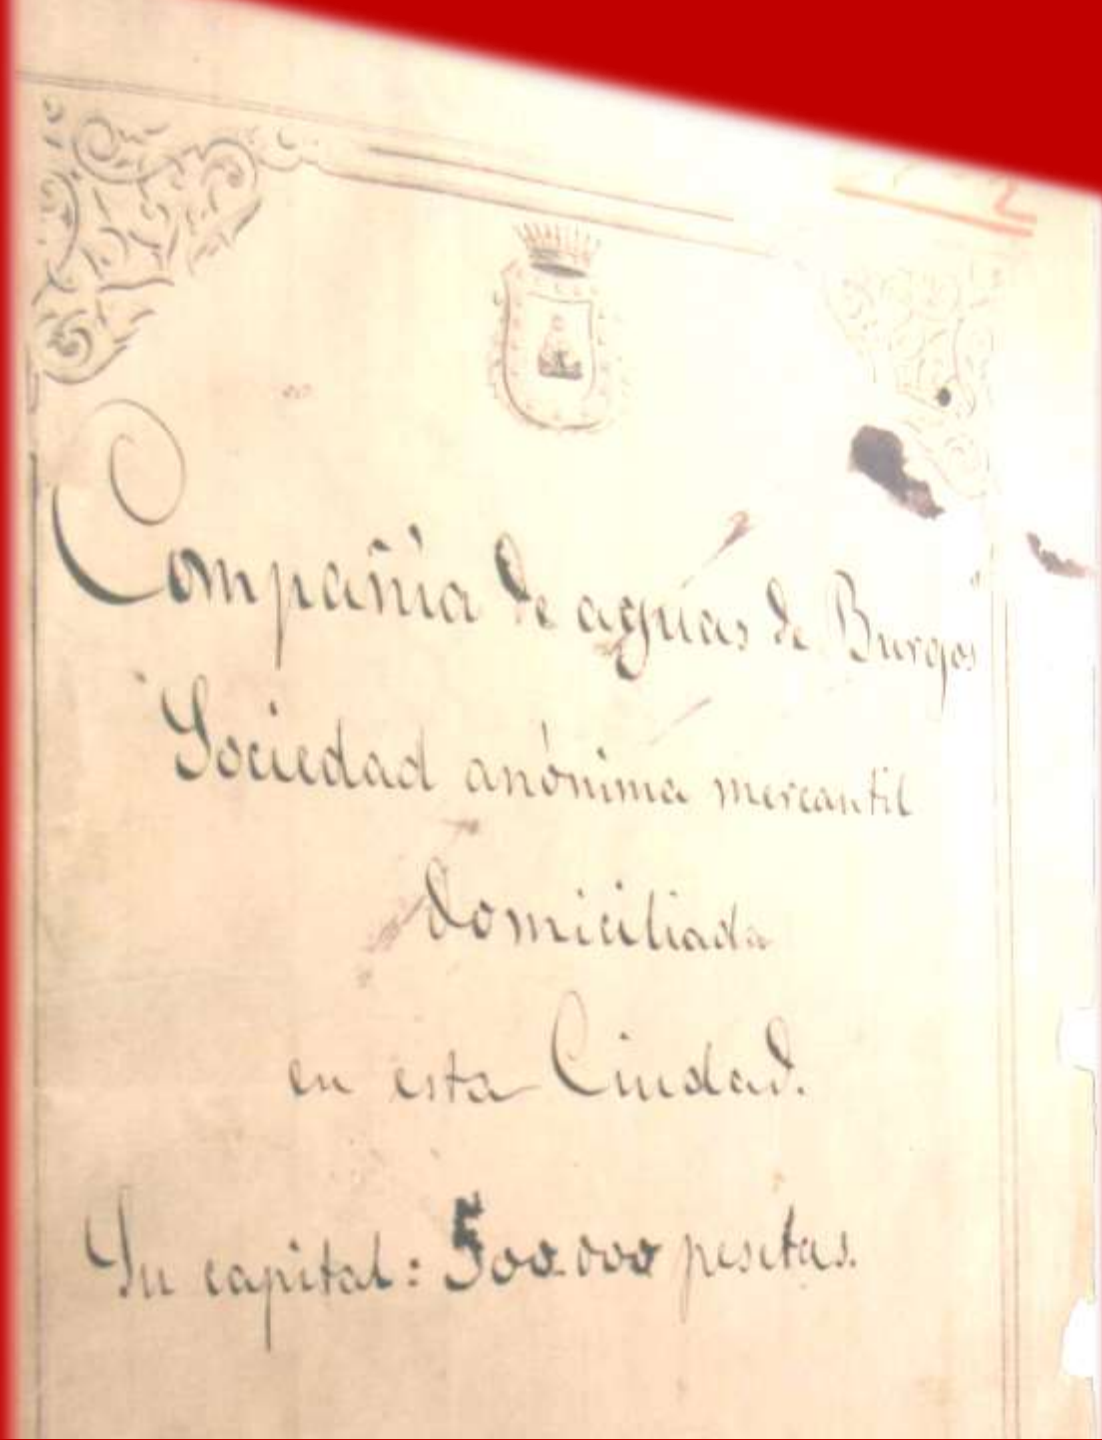 Compañía de aguas de Burgos"
"Sociedad anónima mercantil
domiciliada
en esta Ciudad.
Su capital: 500.000 pesetas.